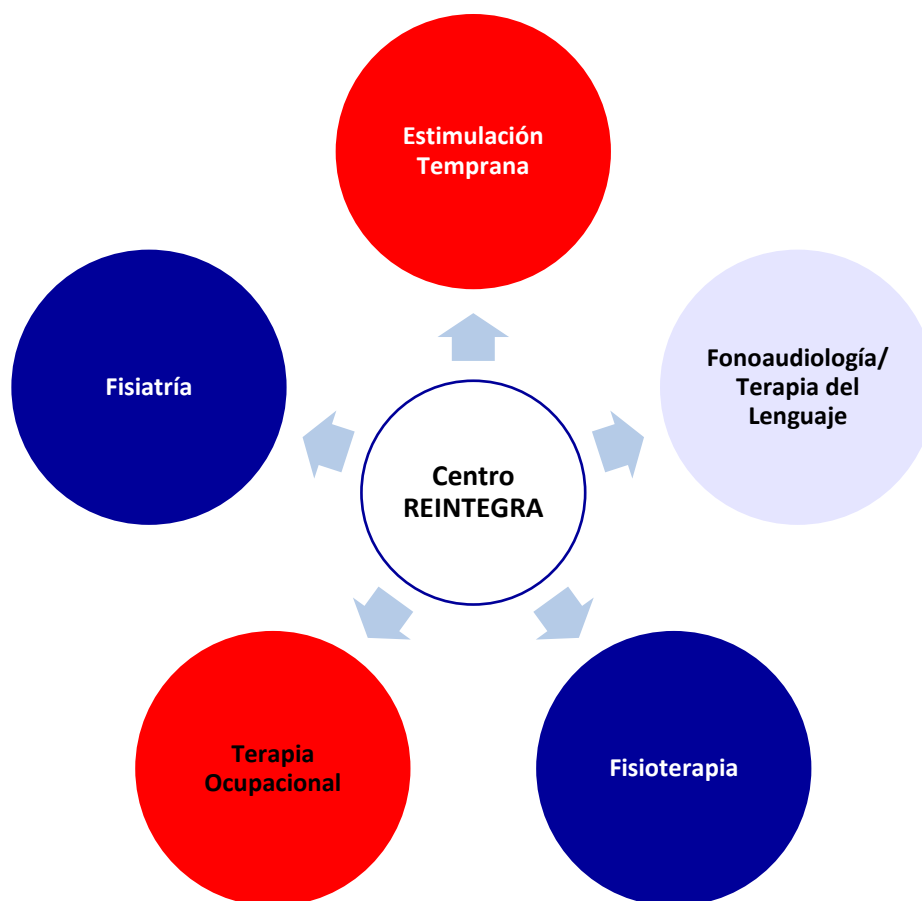 Estimulación
Temprana
Fonoaudiología/
Terapia del
Lenguaje
Fisiatría
Centro
REINTEGRA
Terapia
Ocupacional
Fisioterapia